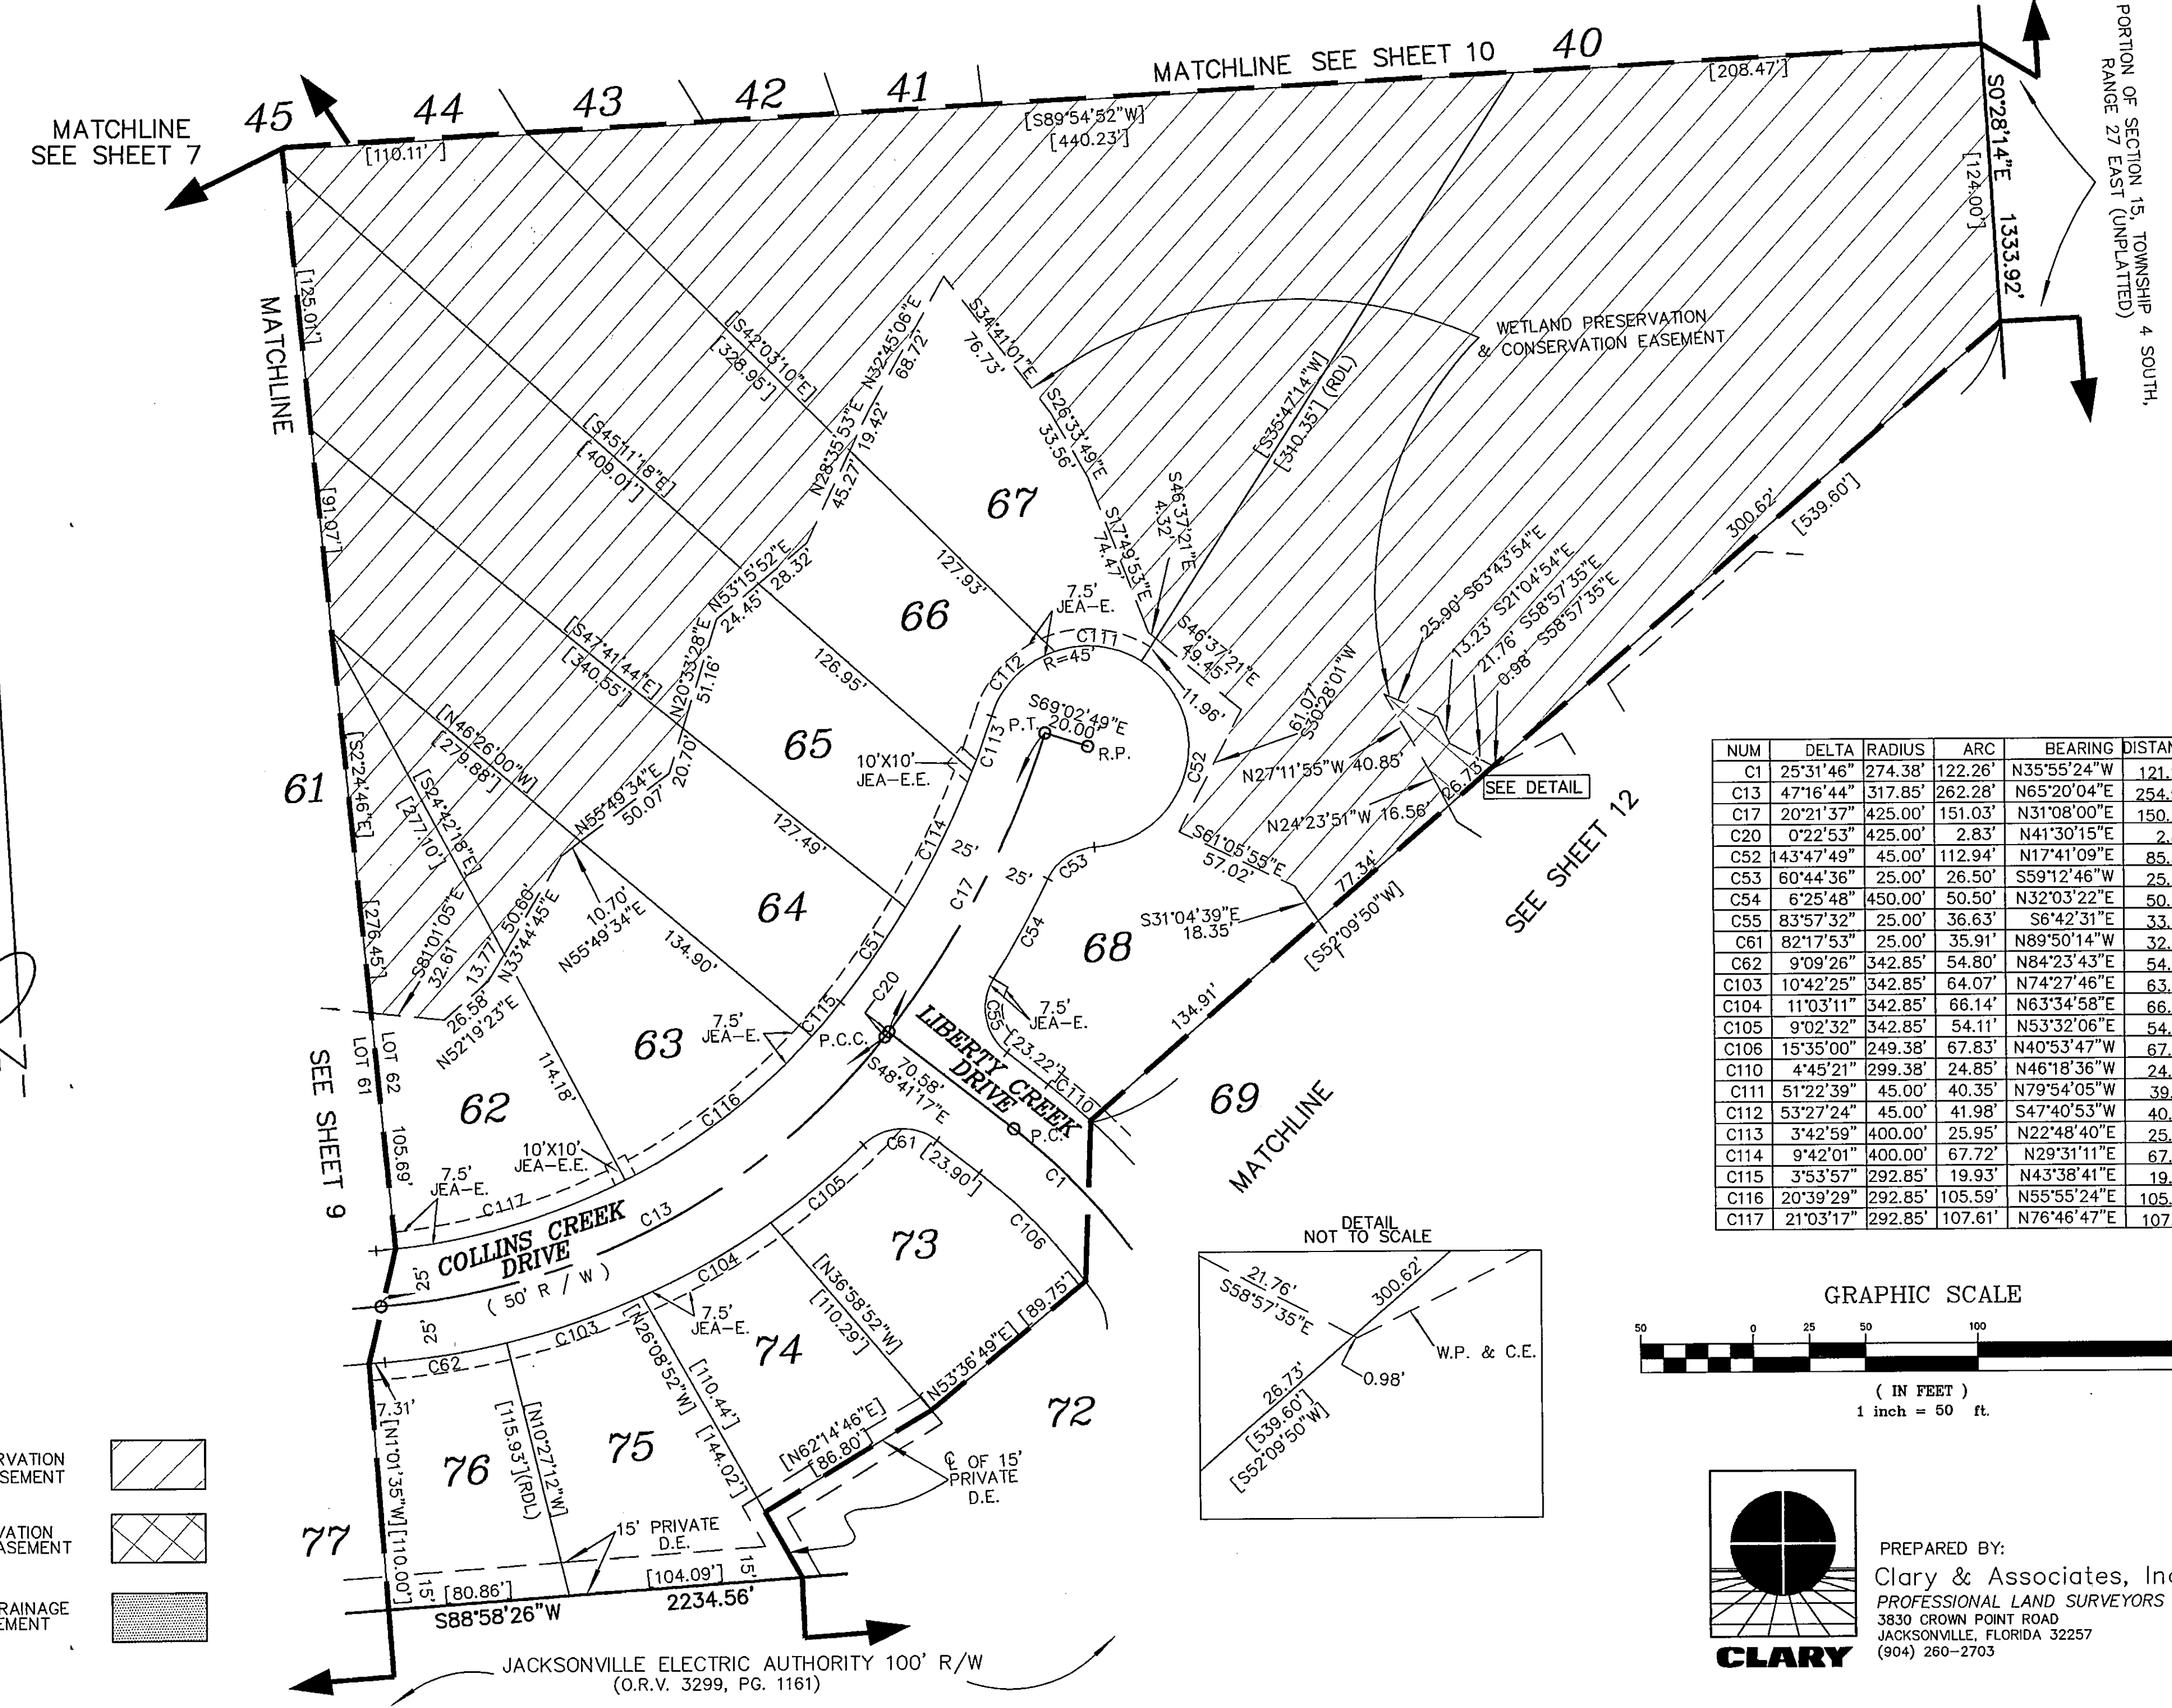 MATCHLINE SEE SHEET 10
40
[208.47']
45
44
43
42
41
MATCHLINE
SEE SHEET 7
[110.11' ]
[S89°54'52"W]
[440.23']
S0°28'14"E 1333.92'
[124.00']
PORTION OF SECTION 15, TOWNSHIP 4 SOUTH,
RANGE 27 EAST (UNPLATTED)
MATCHLINE
[125.01']
[91.07']
[S2°24'46"E]
[276.45']
[S42°03'10"E]
[328.95']
[S45°11'18"E]
[409.01']
[S47°41'44"E]
[340.55']
[N46°26'00"W]
[279.88']
[S24°42'18"E]
[277.10']
N32°45'06"E
68.72'
19.42'
N28°35'53"E
45.27'
N53°15'52"E
28.32'
24.45'
N20°33'28"E
51.16'
20.70'
N55°49'34"E
50.07'
10.70'
N55°49'34"E
50.60'
N33°44'45"E
13.77'
S81°01'05"E
32.61'
26.58'
N52°19'23"E
S34°41'01"E
76.73'
S26°33'49"E
33.56'
S17°49'53"E
74.47'
S46°37'21"E
4.32'
S46°37'21"E
49.45'
11.96'
[S35°47'14"W]
[310.35'] (RDL)
WETLAND PRESERVATION
& CONSERVATION EASEMENT
300.62'
[539.60']
25.90' S63°43'54"E
13.23' S21°04'54"E
21.76' S58°57'35"E
0.98' S58°57'35"E
61.07'
S30°28'01"W
N27°11'55"W 40.85'
N24°23'51"W 16.56'
26.73'
SEE DETAIL
S61°05'55"E
57.02'
S31°04'39"E
18.35'
77.34'
[S52°09'50"W]
134.91'
SEE SHEET 12
MATCHLINE
67
66
65
64
63
62
61
68
69
127.93'
126.95'
127.49'
134.90'
114.18'
7.5'
JEA-E.
C111
R=45'
C112
C113
S69°02'49"E
P.T. 20.00'
R.P.
10'X10'
JEA-E.E.
C114
25'
25'
C17
C52
C53
C54
C51
C20
C115
7.5'
JEA-E.
P.C.C.
C55
7.5'
JEA-E.
[23.22']
C110
LIBERTY CREEK
DRIVE
70.58'
S48°41'17"E
P.C.
C1
LOT 62
LOT 61
105.69'
SEE SHEET 9
7.5'
JEA-E.
10'X10'
JEA-E.E.
C116
C117
COLLINS CREEK
DRIVE
( 50' R / W )
C13
25'
25'
C61
[23.90']
C105
C104
C103
C62
C106
7.5'
JEA-E.
73
74
75
76
77
72
[N36°58'52"W]
[110.29']
[N53°36'49"E]
[89.75']
[N26°08'52"W]
[110.44']
[144.02']
[N62°14'46"E]
[86.80']
[N10°27'12"W]
[115.93'](RDL)
7.31'
[N1°01'35"W]
[110.00']
℄ OF 15'
PRIVATE
D.E.
15' PRIVATE
D.E.
15'
15'
[80.86']
[104.09']
S88°58'26"W
2234.56'
JACKSONVILLE ELECTRIC AUTHORITY 100' R/W
(O.R.V. 3299, PG. 1161)
NUM DELTA RADIUS ARC BEARING DISTAN
C1 25°31'46" 274.38' 122.26' N35°55'24"W 121.
C13 47°16'44" 317.85' 262.28' N65°20'04"E 254.
C17 20°21'37" 425.00' 151.03' N31°08'00"E 150.
C20 0°22'53" 425.00' 2.83' N41°30'15"E 2.
C52 143°47'49" 45.00' 112.94' N17°41'09"E 85.
C53 60°44'36" 25.00' 26.50' S59°12'46"W 25.
C54 6°25'48" 450.00' 50.50' N32°03'22"E 50.
C55 83°57'32" 25.00' 36.63' S6°42'31"E 33.
C61 82°17'53" 25.00' 35.91' N89°50'14"W 32.
C62 9°09'26" 342.85' 54.80' N84°23'43"E 54.
C103 10°42'25" 342.85' 64.07' N74°27'46"E 63.
C104 11°03'11" 342.85' 66.14' N63°34'58"E 66.
C105 9°02'32" 342.85' 54.11' N53°32'06"E 54.
C106 15°35'00" 249.38' 67.83' N40°53'47"W 67.
C110 4°45'21" 299.38' 24.85' N46°18'36"W 24.
C111 51°22'39" 45.00' 40.35' N79°54'05"W 39.
C112 53°27'24" 45.00' 41.98' S47°40'53"W 40.
C113 3°42'59" 400.00' 25.95' N22°48'40"E 25.
C114 9°42'01" 400.00' 67.72' N29°31'11"E 67.
C115 3°53'57" 292.85' 19.93' N43°38'41"E 19.
C116 20°39'29" 292.85' 105.59' N55°55'24"E 105.
C117 21°03'17" 292.85' 107.61' N76°46'47"E 107.
DETAIL
NOT TO SCALE
21.76'
S58°57'35"E
300.62'
W.P. & C.E.
0.98'
26.73'
[539.60']
[S52°09'50"W]
GRAPHIC SCALE
50 0 25 50 100
( IN FEET )
1 inch = 50 ft.
RVATION
SEMENT
VATION
ASEMENT
RAINAGE
EMENT
CLARY
PREPARED BY:
Clary & Associates, Inc
PROFESSIONAL LAND SURVEYORS
3830 CROWN POINT ROAD
JACKSONVILLE, FLORIDA 32257
(904) 260-2703